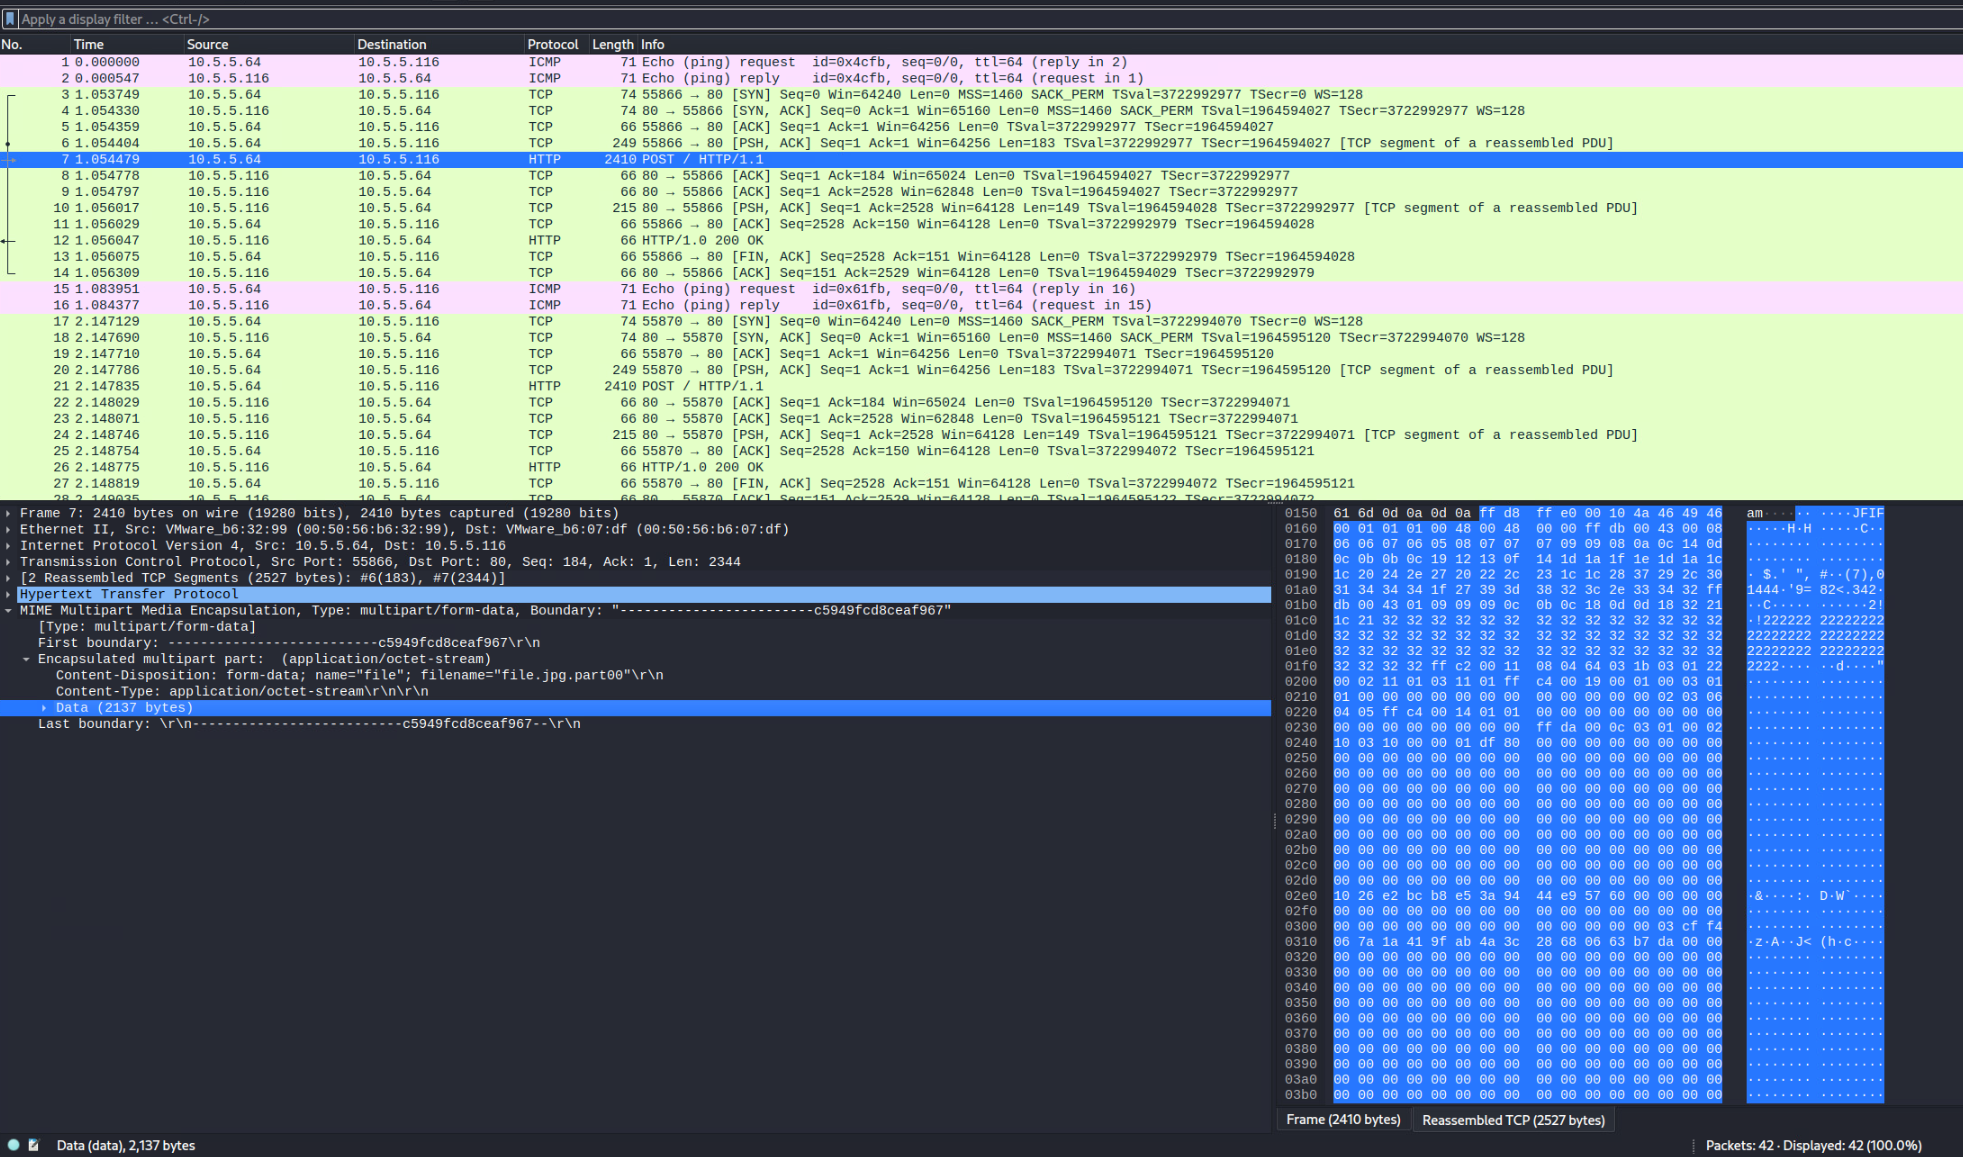 Apply a display filter ... <Ctrl-/>
No. Time Source Destination Protocol Length Info
1 0.000000 10.5.5.64 10.5.5.116 ICMP 71 Echo (ping) request id=0x4cfb, seq=0/0, ttl=64 (reply in 2)
2 0.000547 10.5.5.116 10.5.5.64 ICMP 71 Echo (ping) reply id=0x4cfb, seq=0/0, ttl=64 (request in 1)
3 1.053749 10.5.5.64 10.5.5.116 TCP 74 55866 → 80 [SYN] Seq=0 Win=64240 Len=0 MSS=1460 SACK_PERM TSval=3722992977 TSecr=0 WS=128
4 1.054330 10.5.5.116 10.5.5.64 TCP 74 80 → 55866 [SYN, ACK] Seq=0 Ack=1 Win=65160 Len=0 MSS=1460 SACK_PERM TSval=1964594027 TSecr=3722992977 WS=128
5 1.054359 10.5.5.64 10.5.5.116 TCP 66 55866 → 80 [ACK] Seq=1 Ack=1 Win=64256 Len=0 TSval=3722992977 TSecr=1964594027
6 1.054404 10.5.5.64 10.5.5.116 TCP 249 55866 → 80 [PSH, ACK] Seq=1 Ack=1 Win=64256 Len=183 TSval=3722992977 TSecr=1964594027 [TCP segment of a reassembled PDU]
7 1.054479 10.5.5.64 10.5.5.116 HTTP 2410 POST / HTTP/1.1
8 1.054778 10.5.5.116 10.5.5.64 TCP 66 80 → 55866 [ACK] Seq=1 Ack=184 Win=65024 Len=0 TSval=1964594027 TSecr=3722992977
9 1.054797 10.5.5.116 10.5.5.64 TCP 66 80 → 55866 [ACK] Seq=1 Ack=2528 Win=62848 Len=0 TSval=1964594027 TSecr=3722992977
10 1.056017 10.5.5.116 10.5.5.64 TCP 215 80 → 55866 [PSH, ACK] Seq=1 Ack=2528 Win=64128 Len=149 TSval=1964594028 TSecr=3722992977 [TCP segment of a reassembled PDU]
11 1.056029 10.5.5.64 10.5.5.116 TCP 66 55866 → 80 [ACK] Seq=2528 Ack=150 Win=64128 Len=0 TSval=3722992979 TSecr=1964594028
12 1.056047 10.5.5.116 10.5.5.64 HTTP 66 HTTP/1.0 200 OK
13 1.056075 10.5.5.64 10.5.5.116 TCP 66 55866 → 80 [FIN, ACK] Seq=2528 Ack=151 Win=64128 Len=0 TSval=3722992979 TSecr=1964594028
14 1.056309 10.5.5.116 10.5.5.64 TCP 66 80 → 55866 [ACK] Seq=151 Ack=2529 Win=64128 Len=0 TSval=1964594029 TSecr=3722992979
15 1.083951 10.5.5.64 10.5.5.116 ICMP 71 Echo (ping) request id=0x61fb, seq=0/0, ttl=64 (reply in 16)
16 1.084377 10.5.5.116 10.5.5.64 ICMP 71 Echo (ping) reply id=0x61fb, seq=0/0, ttl=64 (request in 15)
17 2.147129 10.5.5.64 10.5.5.116 TCP 74 55870 → 80 [SYN] Seq=0 Win=64240 Len=0 MSS=1460 SACK_PERM TSval=3722994070 TSecr=0 WS=128
18 2.147690 10.5.5.116 10.5.5.64 TCP 74 80 → 55870 [SYN, ACK] Seq=0 Ack=1 Win=65160 Len=0 MSS=1460 SACK_PERM TSval=1964595120 TSecr=3722994070 WS=128
19 2.147710 10.5.5.64 10.5.5.116 TCP 66 55870 → 80 [ACK] Seq=1 Ack=1 Win=64256 Len=0 TSval=3722994071 TSecr=1964595120
20 2.147786 10.5.5.64 10.5.5.116 TCP 249 55870 → 80 [PSH, ACK] Seq=1 Ack=1 Win=64256 Len=183 TSval=3722994071 TSecr=1964595120 [TCP segment of a reassembled PDU]
21 2.147835 10.5.5.64 10.5.5.116 HTTP 2410 POST / HTTP/1.1
22 2.148029 10.5.5.116 10.5.5.64 TCP 66 80 → 55870 [ACK] Seq=1 Ack=184 Win=65024 Len=0 TSval=1964595120 TSecr=3722994071
23 2.148071 10.5.5.116 10.5.5.64 TCP 66 80 → 55870 [ACK] Seq=1 Ack=2528 Win=62848 Len=0 TSval=1964595121 TSecr=3722994071
24 2.148746 10.5.5.116 10.5.5.64 TCP 215 80 → 55870 [PSH, ACK] Seq=1 Ack=2528 Win=64128 Len=149 TSval=1964595121 TSecr=3722994071 [TCP segment of a reassembled PDU]
25 2.148754 10.5.5.64 10.5.5.116 TCP 66 55870 → 80 [ACK] Seq=2528 Ack=150 Win=64128 Len=0 TSval=3722994072 TSecr=1964595121
26 2.148775 10.5.5.116 10.5.5.64 HTTP 66 HTTP/1.0 200 OK
27 2.148819 10.5.5.64 10.5.5.116 TCP 66 55870 → 80 [FIN, ACK] Seq=2528 Ack=151 Win=64128 Len=0 TSval=3722994072 TSecr=1964595121
28 2.149035 10.5.5.116 10.5.5.64 TCP 66 80 → 55870 [ACK] Seq=151 Ack=2529 Win=64128 Len=0 TSval=1964595122 TSecr=3722994072
Frame 7: 2410 bytes on wire (19280 bits), 2410 bytes captured (19280 bits)
Ethernet II, Src: VMware_b6:32:99 (00:50:56:b6:32:99), Dst: VMware_b6:07:df (00:50:56:b6:07:df)
Internet Protocol Version 4, Src: 10.5.5.64, Dst: 10.5.5.116
Transmission Control Protocol, Src Port: 55866, Dst Port: 80, Seq: 184, Ack: 1, Len: 2344
[2 Reassembled TCP Segments (2527 bytes): #6(183), #7(2344)]
Hypertext Transfer Protocol
MIME Multipart Media Encapsulation, Type: multipart/form-data, Boundary: "------------------------c5949fcd8ceaf967"
[Type: multipart/form-data]
First boundary: --------------------------c5949fcd8ceaf967\r\n
Encapsulated multipart part: (application/octet-stream)
Content-Disposition: form-data; name="file"; filename="file.jpg.part00"\r\n
Content-Type: application/octet-stream\r\n\r\n
Data (2137 bytes)
Last boundary: \r\n--------------------------c5949fcd8ceaf967--\r\n
0150 61 6d 0d 0a 0d 0a ff d8 ff e0 00 10 4a 46 49 46 am···· ·· ····JFIF
0160 00 01 01 01 00 48 00 48 00 00 ff db 00 43 00 08 ·····H·H ·····C··
0170 06 06 07 06 05 08 07 07 07 09 09 08 0a 0c 14 0d ········ ········
0180 0c 0b 0b 0c 19 12 13 0f 14 1d 1a 1f 1e 1d 1a 1c ········ ········
0190 1c 20 24 2e 27 20 22 2c 23 1c 1c 28 37 29 2c 30 · $.' ", #··(7),0
01a0 31 34 34 34 1f 27 39 3d 38 32 3c 2e 33 34 32 ff 1444·'9= 82<.342·
01b0 db 00 43 01 09 09 09 0c 0b 0c 18 0d 0d 18 32 21 ··C····· ······2!
01c0 1c 21 32 32 32 32 32 32 32 32 32 32 32 32 32 32 ·!222222 22222222
01d0 32 32 32 32 32 32 32 32 32 32 32 32 32 32 32 32 22222222 22222222
01e0 32 32 32 32 32 32 32 32 32 32 32 32 32 32 32 32 22222222 22222222
01f0 32 32 32 32 ff c2 00 11 08 04 64 03 1b 03 01 22 2222···· ··d····"
0200 00 02 11 01 03 11 01 ff c4 00 19 00 01 00 03 01 ········ ········
0210 01 00 00 00 00 00 00 00 00 00 00 00 00 02 03 06 ········ ········
0220 04 05 ff c4 00 14 01 01 00 00 00 00 00 00 00 00 ········ ········
0230 00 00 00 00 00 00 00 00 ff da 00 0c 03 01 00 02 ········ ········
0240 10 03 10 00 00 01 df 80 00 00 00 00 00 00 00 00 ········ ········
0250 00 00 00 00 00 00 00 00 00 00 00 00 00 00 00 00 ········ ········
0260 00 00 00 00 00 00 00 00 00 00 00 00 00 00 00 00 ········ ········
0270 00 00 00 00 00 00 00 00 00 00 00 00 00 00 00 00 ········ ········
0280 00 00 00 00 00 00 00 00 00 00 00 00 00 00 00 00 ········ ········
0290 00 00 00 00 00 00 00 00 00 00 00 00 00 00 00 00 ········ ········
02a0 00 00 00 00 00 00 00 00 00 00 00 00 00 00 00 00 ········ ········
02b0 00 00 00 00 00 00 00 00 00 00 00 00 00 00 00 00 ········ ········
02c0 00 00 00 00 00 00 00 00 00 00 00 00 00 00 00 00 ········ ········
02d0 00 00 00 00 00 00 00 00 00 00 00 00 00 00 00 00 ········ ········
02e0 10 26 e2 bc b8 e5 3a 94 44 e9 57 60 00 00 00 00 ·&····:· D·W`····
02f0 00 00 00 00 00 00 00 00 00 00 00 00 00 00 00 00 ········ ········
0300 00 00 00 00 00 00 00 00 00 00 00 00 00 03 cf f4 ········ ········
0310 06 7a 1a 41 9f ab 4a 3c 28 68 06 63 b7 da 00 00 ·z·A··J< (h·c····
0320 00 00 00 00 00 00 00 00 00 00 00 00 00 00 00 00 ········ ········
0330 00 00 00 00 00 00 00 00 00 00 00 00 00 00 00 00 ········ ········
0340 00 00 00 00 00 00 00 00 00 00 00 00 00 00 00 00 ········ ········
0350 00 00 00 00 00 00 00 00 00 00 00 00 00 00 00 00 ········ ········
0360 00 00 00 00 00 00 00 00 00 00 00 00 00 00 00 00 ········ ········
0370 00 00 00 00 00 00 00 00 00 00 00 00 00 00 00 00 ········ ········
0380 00 00 00 00 00 00 00 00 00 00 00 00 00 00 00 00 ········ ········
0390 00 00 00 00 00 00 00 00 00 00 00 00 00 00 00 00 ········ ········
03a0 00 00 00 00 00 00 00 00 00 00 00 00 00 00 00 00 ········ ········
03b0 00 00 00 00 00 00 00 00 00 00 00 00 00 00 00 00 ········ ········
Frame (2410 bytes) Reassembled TCP (2527 bytes)
Data (data), 2,137 bytes Packets: 42 · Displayed: 42 (100.0%)